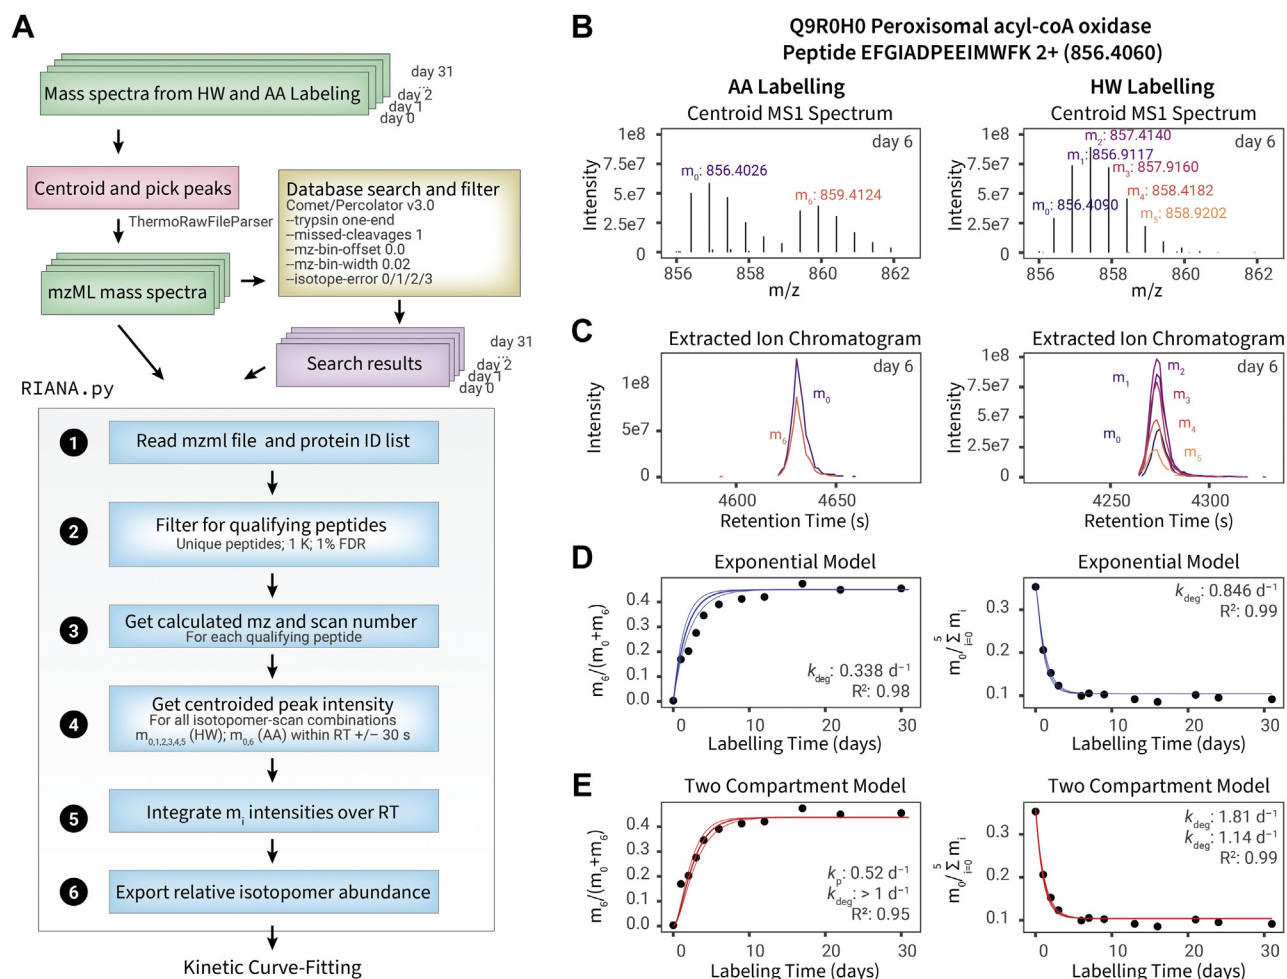 A
Mass spectra from HW and AA Labeling
day 31
...
day 2
day 1
day 0
Centroid and pick peaks
ThermoRawFileParser
mzML mass spectra
Database search and filter
Comet/Percolator v3.0
--trypsin one-end
--missed-cleavages 1
--mz-bin-offset 0.0
--mz-bin-width 0.02
--isotope-error 0/1/2/3
Search results
day 31
...
day 2
day 1
day 0
RIANA.py
1
Read mzml file and protein ID list
2
Filter for qualifying peptides
Unique peptides; 1 K; 1% FDR
3
Get calculated mz and scan number
For each qualifying peptide
4
Get centroided peak intensity
For all isotopomer-scan combinations
m0,1,2,3,4,5 (HW); m0,6 (AA) within RT +/− 30 s
5
Integrate mi intensities over RT
6
Export relative isotopomer abundance
Kinetic Curve-Fitting
B
Q9R0H0 Peroxisomal acyl-coA oxidase
Peptide EFGIADPEEIMWFK 2+ (856.4060)
AA Labelling
Centroid MS1 Spectrum
day 6
Intensity
1e8
7.5e7
5e7
2.5e7
0
m0: 856.4026
m6: 859.4124
856 858 860 862
m/z
HW Labelling
Centroid MS1 Spectrum
day 6
Intensity
1e8
7.5e7
5e7
2.5e7
0
m2: 857.4140
m1: 856.9117
m3: 857.9160
m4: 858.4182
m0: 856.4090
m5: 858.9202
856 858 860 862
m/z
C
Extracted Ion Chromatogram
day 6
Intensity
1e8
5e7
0
m0
m6
4600 4650
Retention Time (s)
Extracted Ion Chromatogram
day 6
Intensity
1e8
7.5e7
5e7
2.5e7
0
m2
m1
m3
m4
m0
m5
4250 4300
Retention Time (s)
D
Exponential Model
m6/(m0+m6)
0.4
0.3
0.2
0.1
0.0
kdeg: 0.338 d−1
R2: 0.98
0 10 20 30
Labelling Time (days)
Exponential Model
m0/ 5 Σ i=0 mi
0.3
0.2
0.1
kdeg: 0.846 d−1
R2: 0.99
0 10 20 30
Labelling Time (days)
E
Two Compartment Model
m6/(m0+m6)
0.4
0.3
0.2
0.1
0.0
kp: 0.52 d−1
kdeg: > 1 d−1
R2: 0.95
0 10 20 30
Labelling Time (days)
Two Compartment Model
m0/ 5 Σ i=0 mi
0.3
0.2
0.1
kdeg: 1.81 d−1
kdeg: 1.14 d−1
R2: 0.99
0 10 20 30
Labelling Time (days)